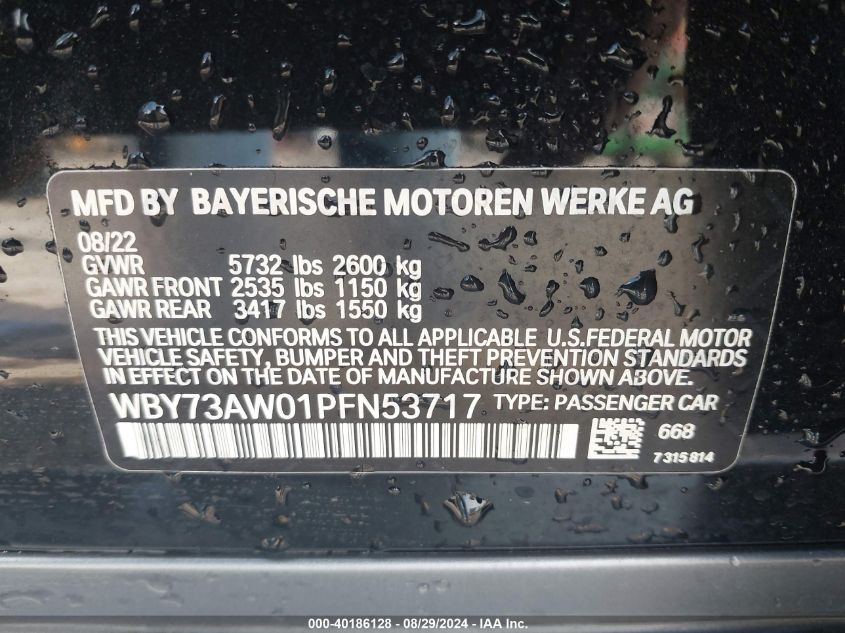 MFD BY BAYERISCHE MOTOREN WERKE AG
08/22
GVWR 5732 lbs 2600 kg
GAWR FRONT 2535 lbs 1150 kg
GAWR REAR 3417 lbs 1550 kg
THIS VEHICLE CONFORMS TO ALL APPLICABLE U.S.FEDERAL MOTOR
VEHICLE SAFETY, BUMPER AND THEFT PREVENTION STANDARDS
IN EFFECT ON THE DATE OF MANUFACTURE SHOWN ABOVE.
WBY73AW01PFN53717 TYPE: PASSENGER CAR
668
7315814
000-40186128 - 08/29/2024 - IAA Inc.